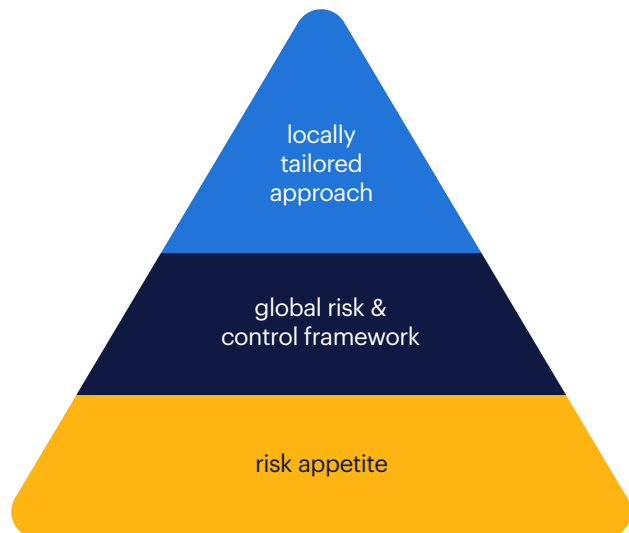 locally
tailored
approach
global risk &
control framework
risk appetite